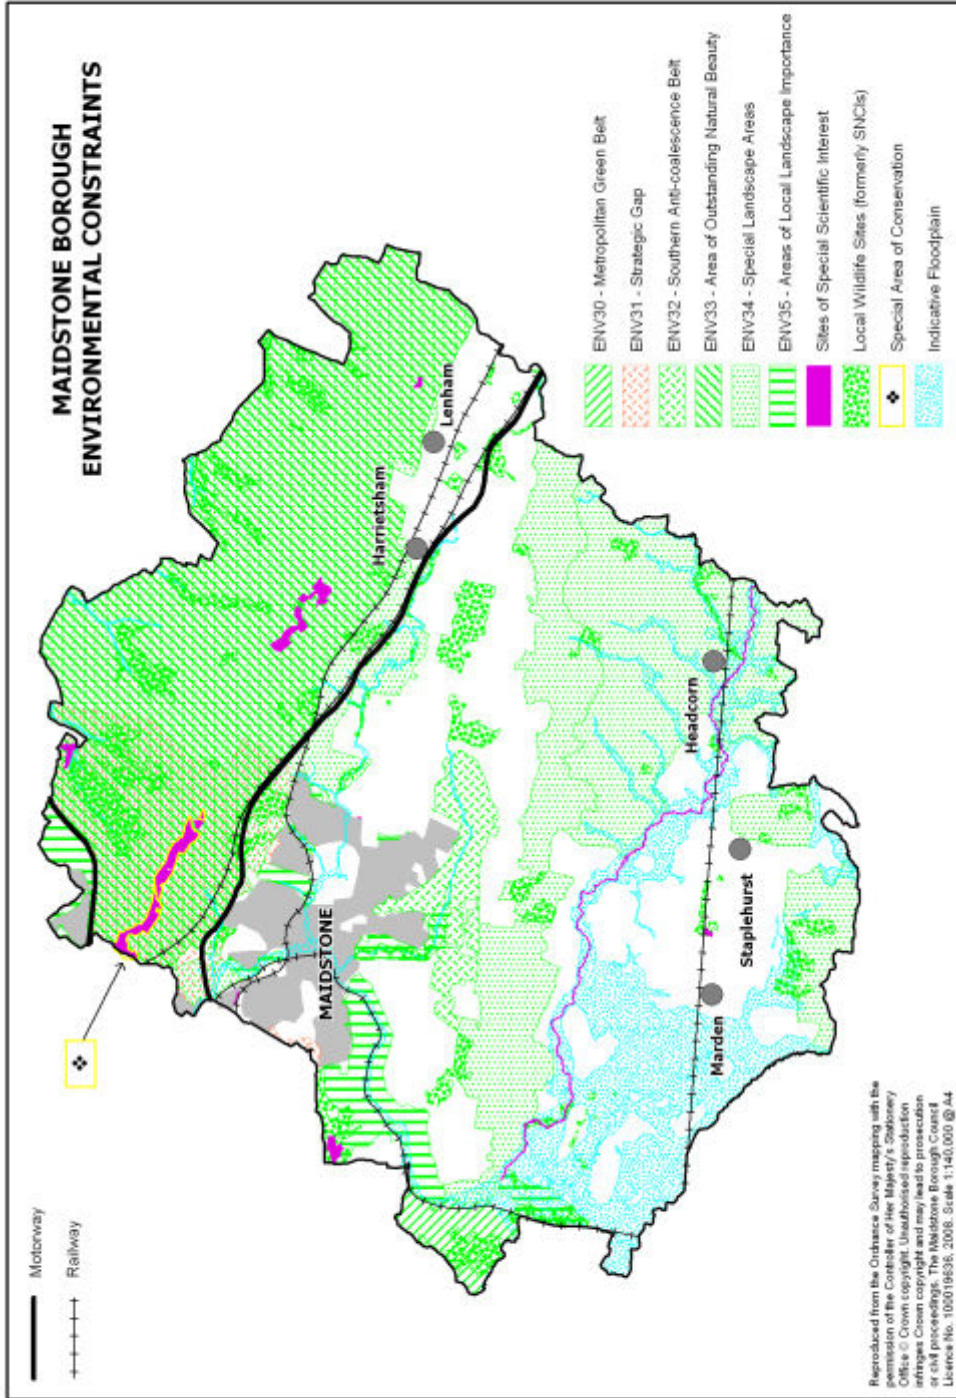 MAIDSTONE BOROUGH
ENVIRONMENTAL CONSTRAINTS
Motorway
Railway
MAIDSTONE
Harrietsham
Lenham
Headcorn
Staplehurst
Marden
ENV30 - Metropolitan Green Belt
ENV31 - Strategic Gap
ENV32 - Southern Anti-coalescence Belt
ENV33 - Area of Outstanding Natural Beauty
ENV34 - Special Landscape Areas
ENV35 - Areas of Local Landscape Importance
Sites of Special Scientific Interest
Local Wildlife Sites (formerly SNCIs)
Special Area of Conservation
Indicative Floodplain
Reproduced from the Ordnance Survey mapping with the
permission of the Controller of Her Majesty's Stationery
Office © Crown copyright. Unauthorised reproduction
infringes Crown copyright and may lead to prosecution
or civil proceedings. The Maidstone Borough Council
Licence No. 100019636, 2008. Scale 1:140,000 @ A4